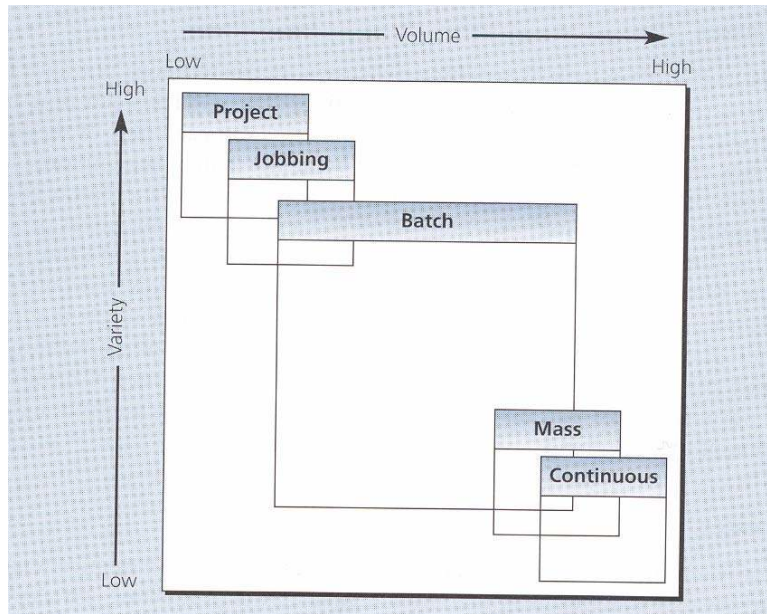 Volume
Low
High
High
Project
Jobbing
Batch
Variety
Mass
Continuous
Low